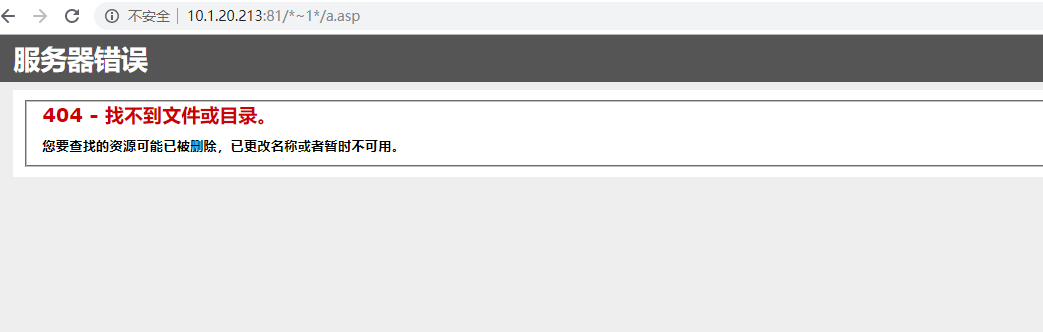 不安全 10.1.20.213:81/*~1*/a.asp
服务器错误
404 - 找不到文件或目录。
您要查找的资源可能已被删除，已更改名称或者暂时不可用。